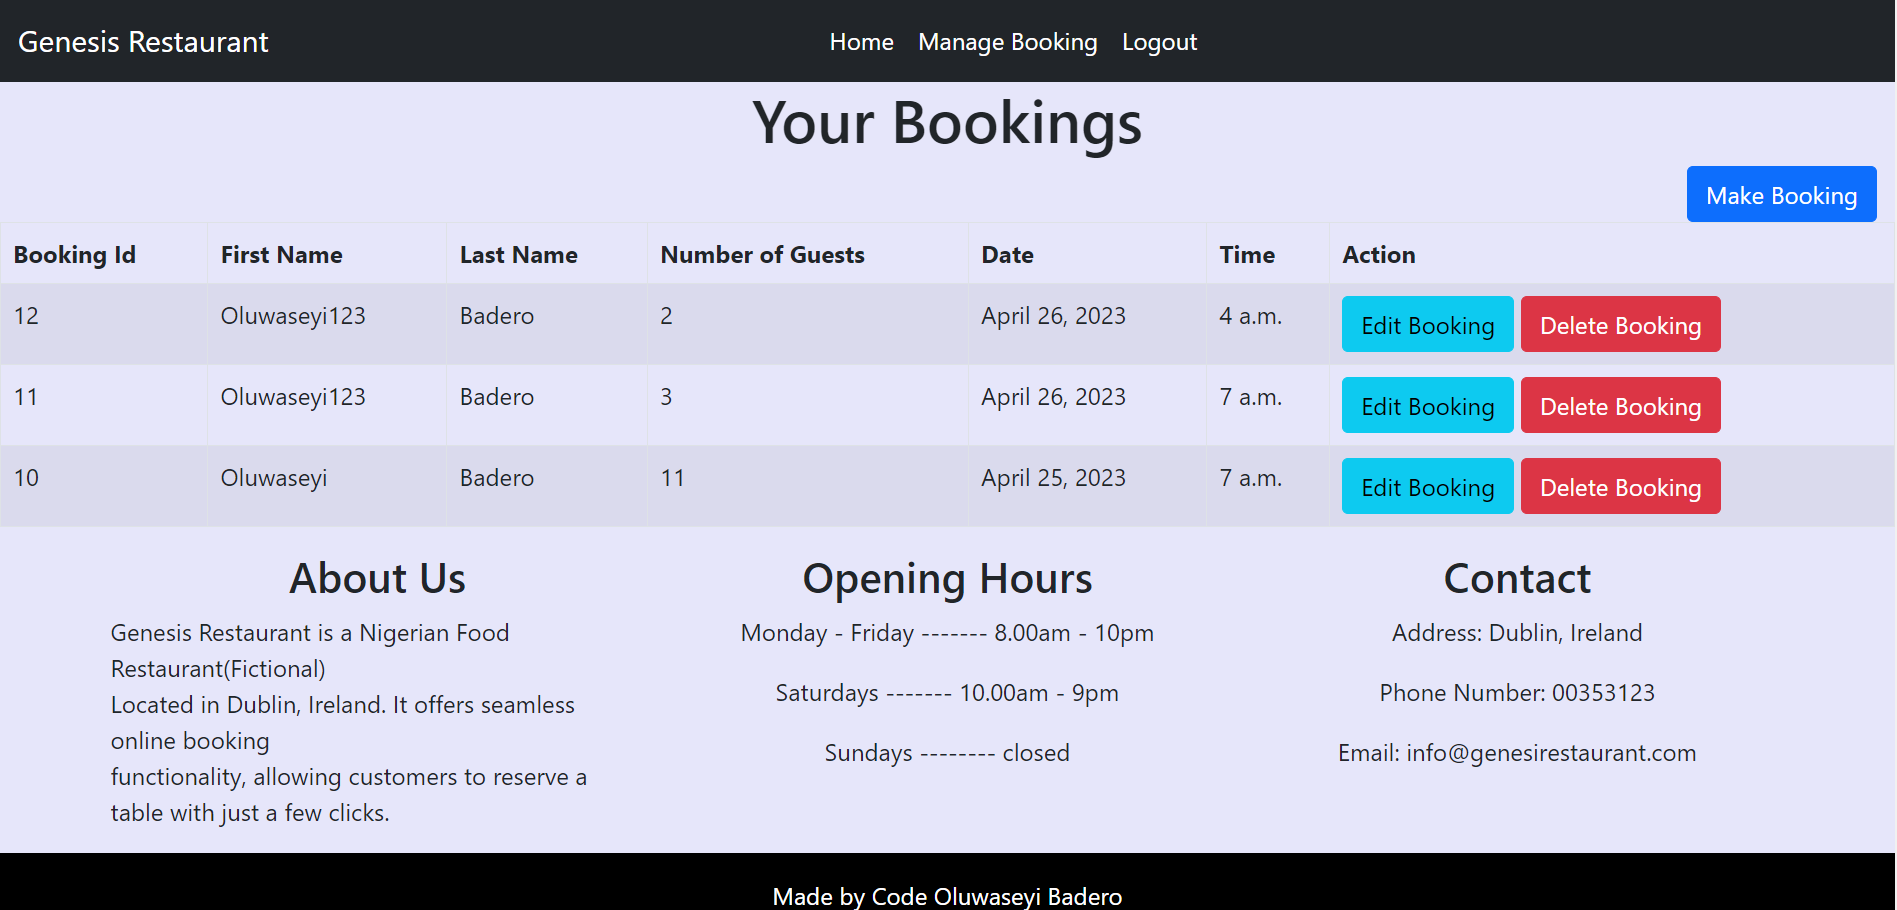 Genesis Restaurant Home Manage Booking Logout
Your Bookings
Make Booking
Booking Id First Name Last Name Number of Guests Date Time Action
12 Oluwaseyi123 Badero 2 April 26, 2023 4 a.m. Edit Booking Delete Booking
11 Oluwaseyi123 Badero 3 April 26, 2023 7 a.m. Edit Booking Delete Booking
10 Oluwaseyi Badero 11 April 25, 2023 7 a.m. Edit Booking Delete Booking
About Us
Genesis Restaurant is a Nigerian Food
Restaurant(Fictional)
Located in Dublin, Ireland. It offers seamless
online booking
functionality, allowing customers to reserve a
table with just a few clicks.
Opening Hours
Monday - Friday ------- 8.00am - 10pm
Saturdays ------- 10.00am - 9pm
Sundays -------- closed
Contact
Address: Dublin, Ireland
Phone Number: 00353123
Email: info@genesirestaurant.com
Made by Code Oluwaseyi Badero